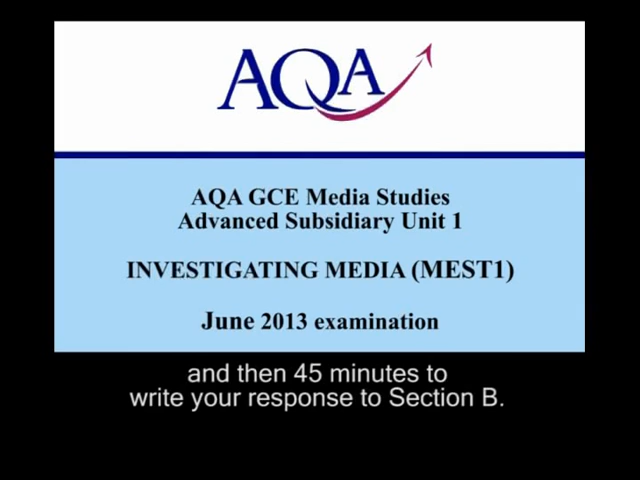 AQA
AQA GCE Media Studies
Advanced Subsidiary Unit 1
INVESTIGATING MEDIA (MEST1)
June 2013 examination
and then 45 minutes to
write your response to Section B.